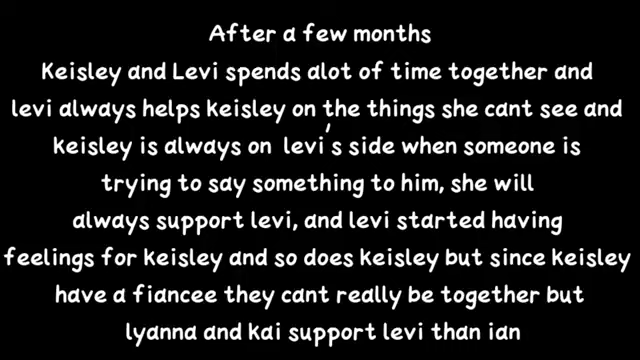 After a few months
Keisley and Levi spends alot of time together and
levi always helps keisley on the things she cant see and
keisley is always on levi's side when someone is
trying to say something to him, she will
always support levi, and levi started having
feelings for keisley and so does keisley but since keisley
have a fiancee they cant really be together but
lyanna and kai support levi than ian